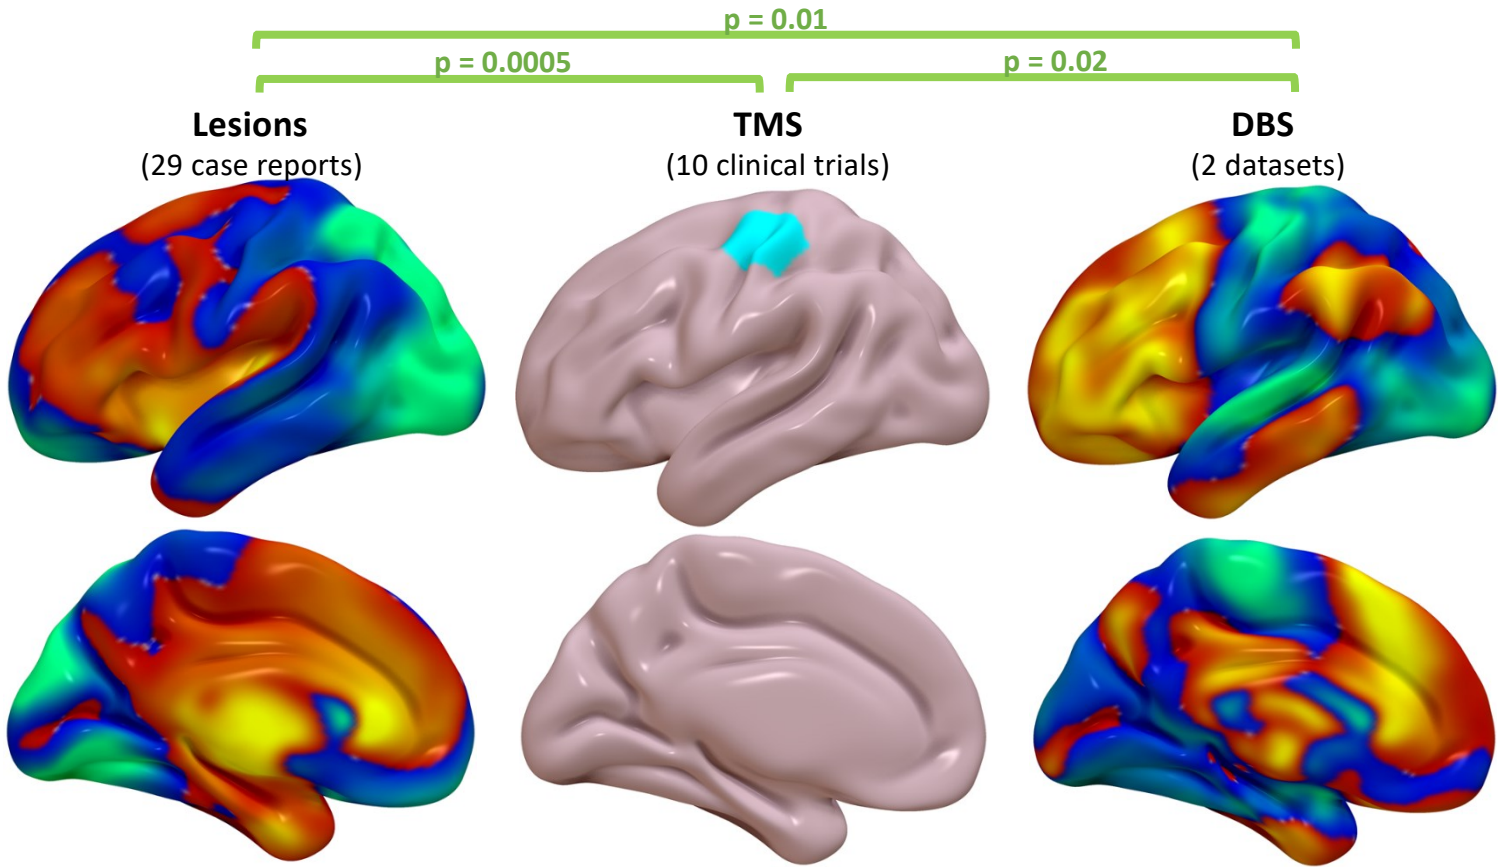 p = 0.01
p = 0.0005
p = 0.02
Lesions
(29 case reports)
TMS
(10 clinical trials)
DBS
(2 datasets)